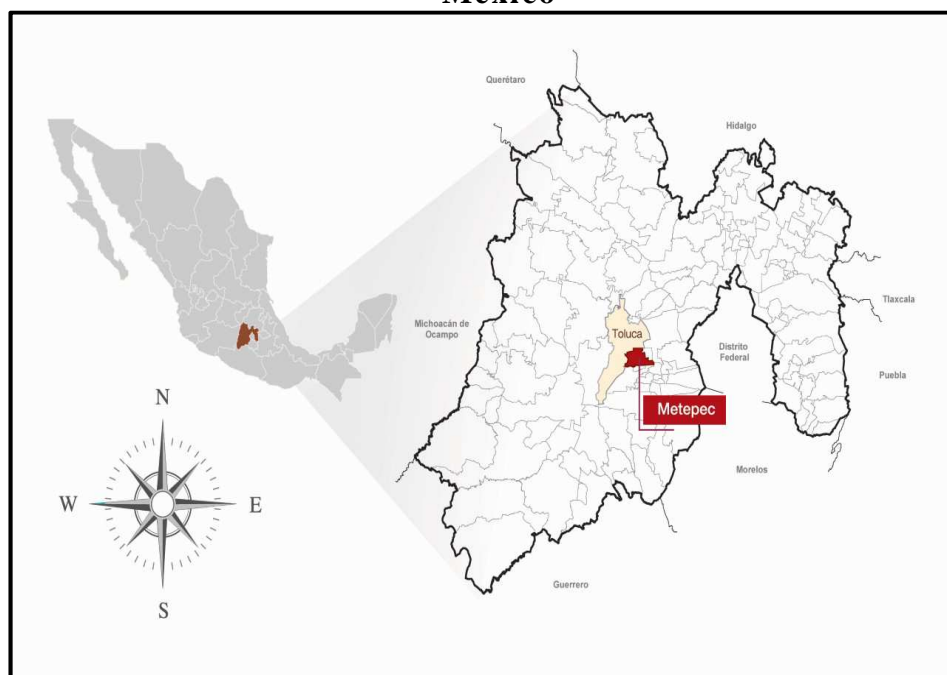 México
Querétaro
Hidalgo
Tlaxcala
Michoacán de
Ocampo
Toluca
Distrito
Federal
Puebla
Metepec
Morelos
Guerrero
N
W
E
S